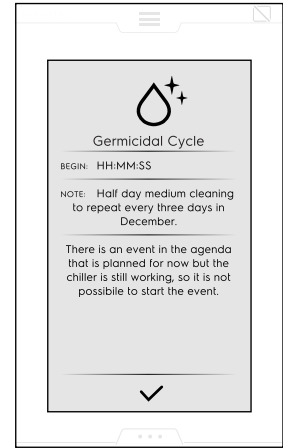 Germicidal Cycle
BEGIN: HH:MM:SS
NOTE: Half day medium cleaning
to repeat every three days in
December.
There is an event in the agenda
that is planned for now but the
chiller is still working, so it is not
possibile to start the event.